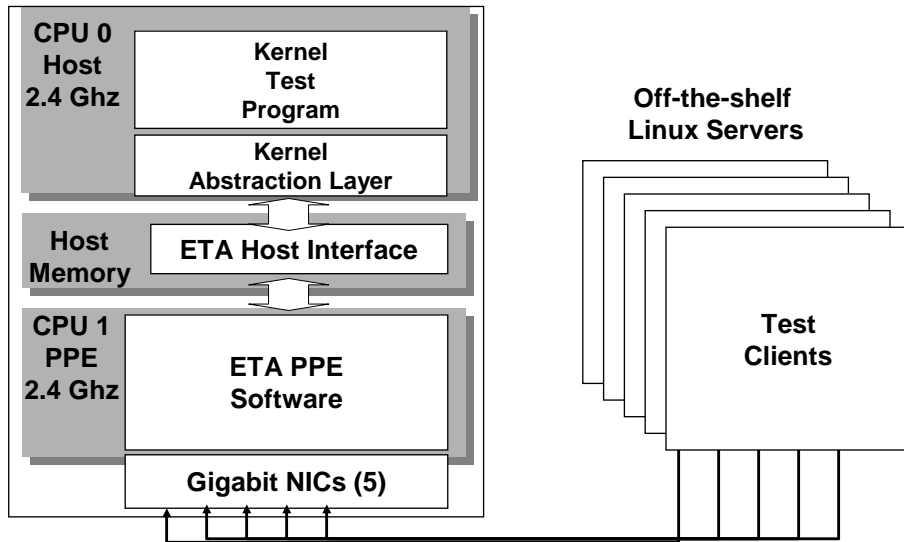 CPU 0
Host
2.4 Ghz
Kernel
Test
Program
Kernel
Abstraction Layer
Host
Memory
ETA Host Interface
CPU 1
PPE
2.4 Ghz
ETA PPE
Software
Gigabit NICs (5)
Off-the-shelf
Linux Servers
Test
Clients